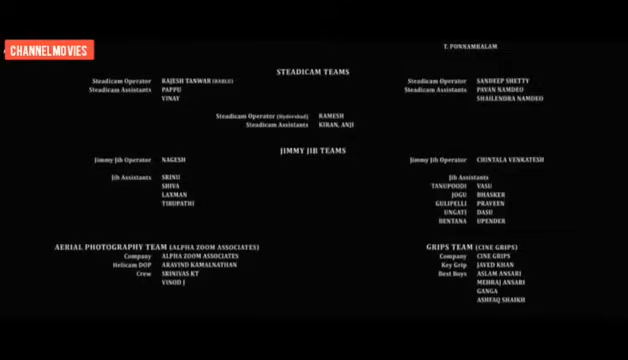 T. PONNAMBALAM
CHANNELMOVIES
STEADICAM TEAMS
Steadicam Operator RAJESH TANWAR (BABLU)
Steadicam Assistants PAPPU
VINAY
Steadicam Operator SANDEEP SHETTY
Steadicam Assistants PAVAN NAMDEO
SHAILENDRA NAMDEO
Steadicam Operator (Hyderabad) RAMESH
Steadicam Assistants KIRAN, ANJI
JIMMY JIB TEAMS
Jimmy Jib Operator NAGESH
Jib Assistants SRINU
SHIVA
LAXMAN
TIRUPATHI
Jimmy Jib Operator CHINTALA VENKATESH
Jib Assistants
TANUPOODI VASU
JOGU BHASKER
GULIPELLI PRAVEEN
UNGATI DASU
BENTANA UPENDER
AERIAL PHOTOGRAPHY TEAM (ALPHA ZOOM ASSOCIATES)
Company ALPHA ZOOM ASSOCIATES
Helicam DOP ARAVIND KAMALNATHAN
Crew SRINIVAS KT
VINOD J
GRIPS TEAM (CINE GRIPS)
Company CINE GRIPS
Key Grip JAVED KHAN
Best Boys ASLAM ANSARI
MEHRAJ ANSARI
GANGA
ASHFAQ SHAIKH